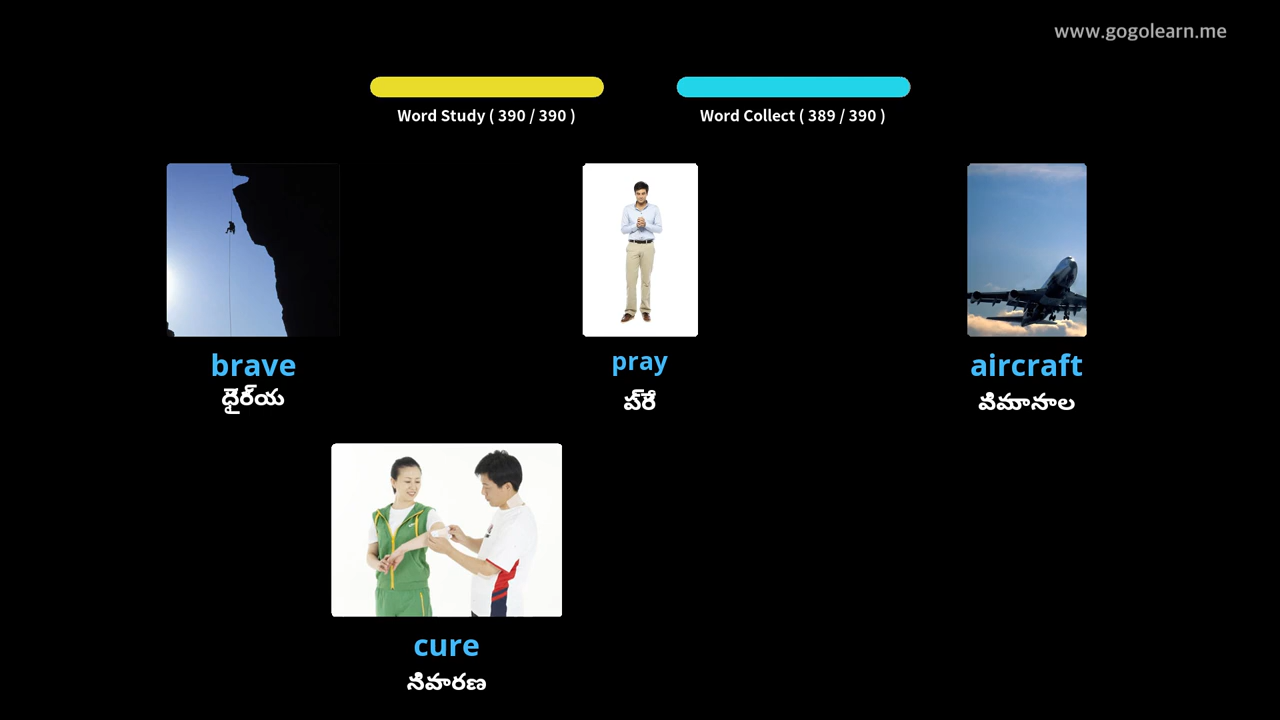 www.gogolearn.me
Word Study ( 390 / 390 )
Word Collect ( 389 / 390 )
brave
ధైర్య
pray
ప్రే
aircraft
విమానాల
cure
నివారణ